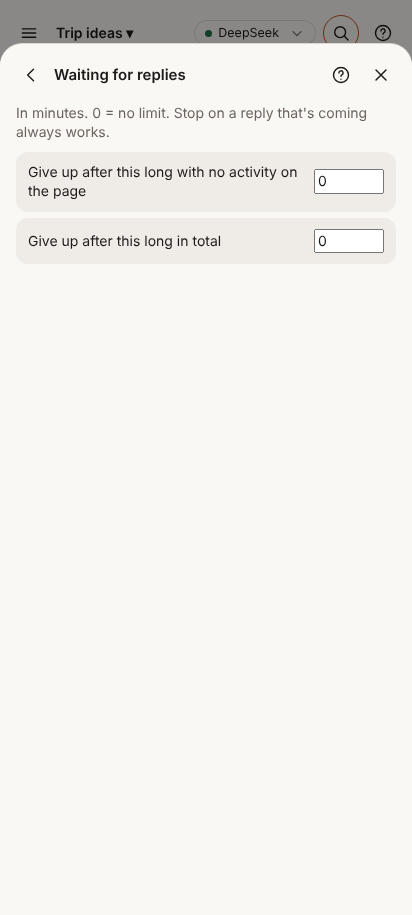 Trip ideas ▾
DeepSeek
Waiting for replies
In minutes. 0 = no limit. Stop on a reply that's coming
always works.
Give up after this long with no activity on
the page
0
Give up after this long in total
0